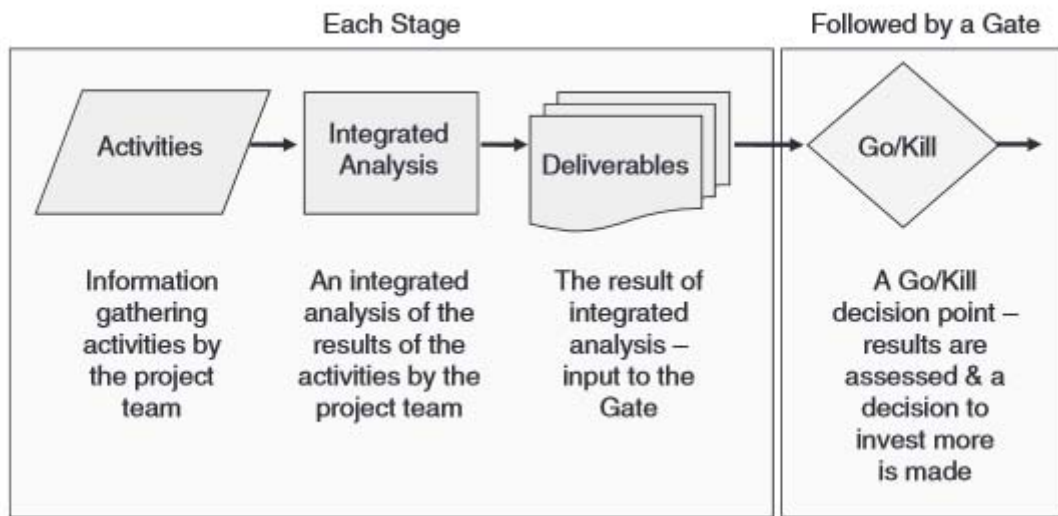 Each Stage
Followed by a Gate
Activities
Integrated
Analysis
Deliverables
Go/Kill
Information
gathering
activities by
the project
team
An integrated
analysis of the
results of the
activities by the
project team
The result of
integrated
analysis –
input to the
Gate
A Go/Kill
decision point –
results are
assessed & a
decision to
invest more
is made